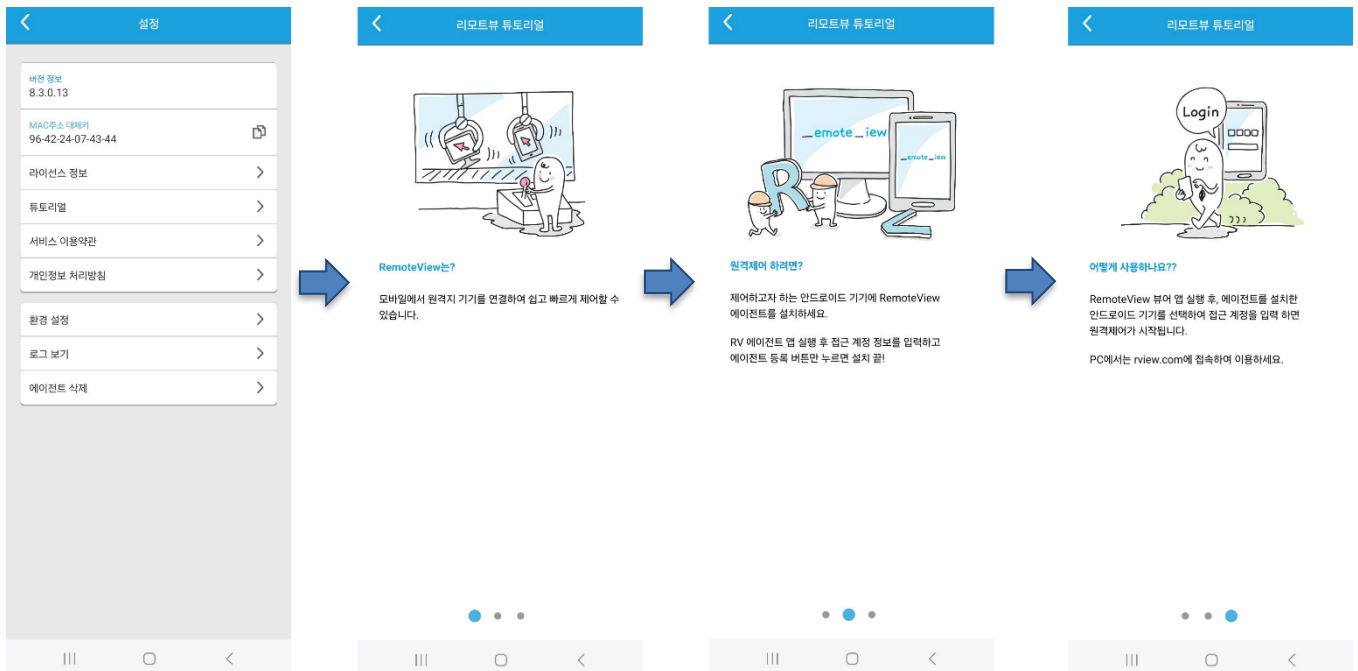 설정
버전 정보
8.3.0.13
MAC주소 대체키
96-42-24-07-43-44
라이선스 정보
튜토리얼
서비스 이용약관
개인정보 처리방침
환경 설정
로그 보기
에이전트 삭제
리모트뷰 튜토리얼
RemoteView는?
모바일에서 원격지 기기를 연결하여 쉽고 빠르게 제어할 수
있습니다.
리모트뷰 튜토리얼
_emote_iew
_emote_iew
R
V
원격제어 하려면?
제어하고자 하는 안드로이드 기기에 RemoteView
에이전트를 설치하세요.
RV 에이전트 앱 실행 후 접근 계정 정보를 입력하고
에이전트 등록 버튼만 누르면 설치 끝!
리모트뷰 튜토리얼
Login
어떻게 사용하나요??
RemoteView 뷰어 앱 실행 후, 에이전트를 설치한
안드로이드 기기를 선택하여 접근 계정을 입력 하면
원격제어가 시작됩니다.
PC에서는 rview.com에 접속하여 이용하세요.